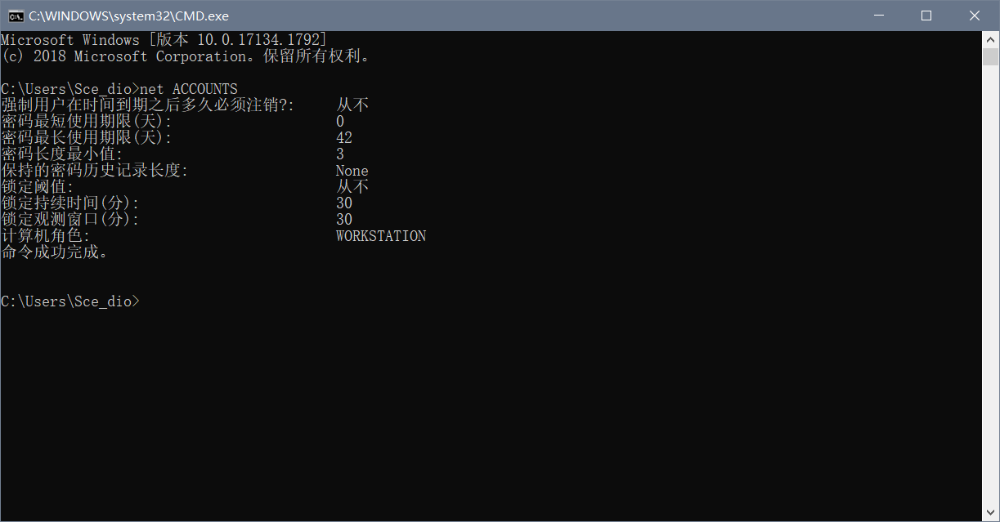 C:\WINDOWS\system32\CMD.exe
Microsoft Windows [版本 10.0.17134.1792]
(c) 2018 Microsoft Corporation。保留所有权利。
C:\Users\Sce_dio>net ACCOUNTS
强制用户在时间到期之后多久必须注销?: 从不
密码最短使用期限(天): 0
密码最长使用期限(天): 42
密码长度最小值: 3
保持的密码历史记录长度: None
锁定阈值: 从不
锁定持续时间(分): 30
锁定观测窗口(分): 30
计算机角色: WORKSTATION
命令成功完成。
C:\Users\Sce_dio>